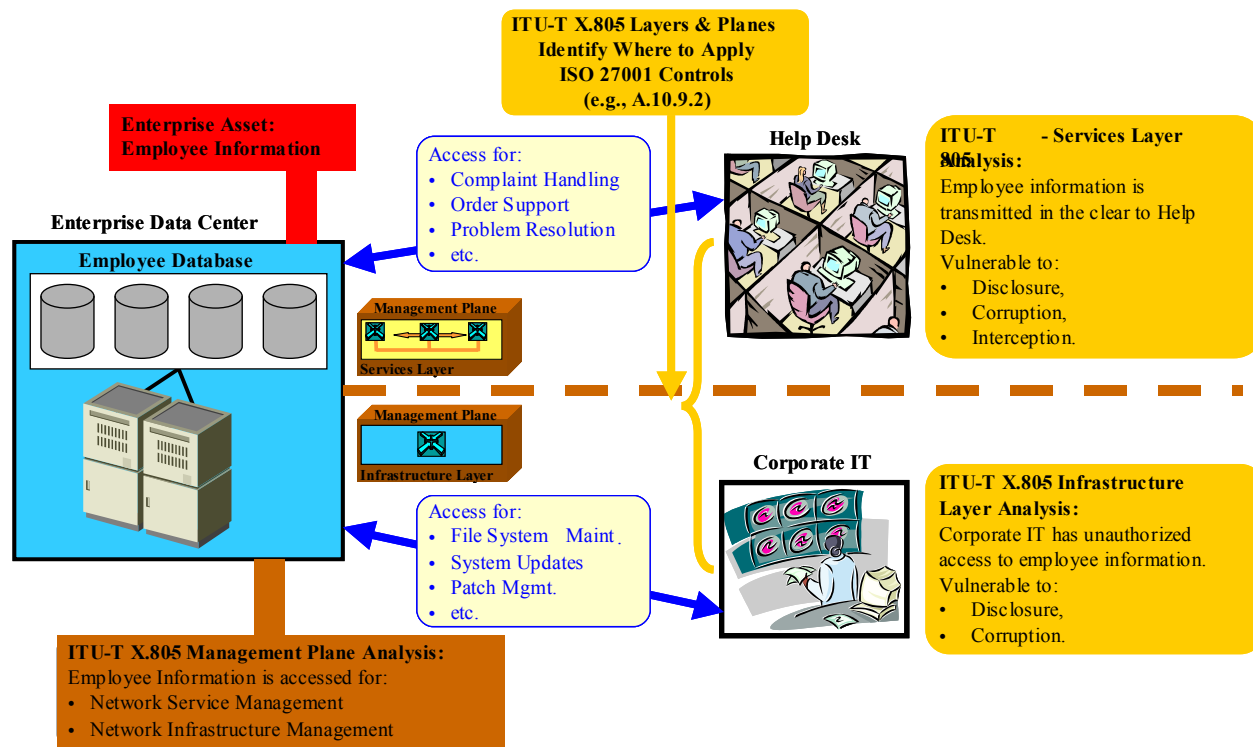 ITU-T X.805 Layers & Planes
Identify Where to Apply
ISO 27001 Controls
(e.g., A.10.9.2)
Enterprise Asset:
Employee Information
Enterprise Data Center
Employee Database
Access for:
• Complaint Handling
• Order Support
• Problem Resolution
• etc.
Help Desk
ITU-T - Services Layer
805
Analysis:
Employee information is
transmitted in the clear to Help
Desk.
Vulnerable to:
• Disclosure,
• Corruption,
• Interception.
Management Plane
Services Layer
Management Plane
Infrastructure Layer
Access for:
• File System Maint.
• System Updates
• Patch Mgmt.
• etc.
Corporate IT
ITU-T X.805 Infrastructure
Layer Analysis:
Corporate IT has unauthorized
access to employee information.
Vulnerable to:
• Disclosure,
• Corruption.
ITU-T X.805 Management Plane Analysis:
Employee Information is accessed for:
• Network Service Management
• Network Infrastructure Management